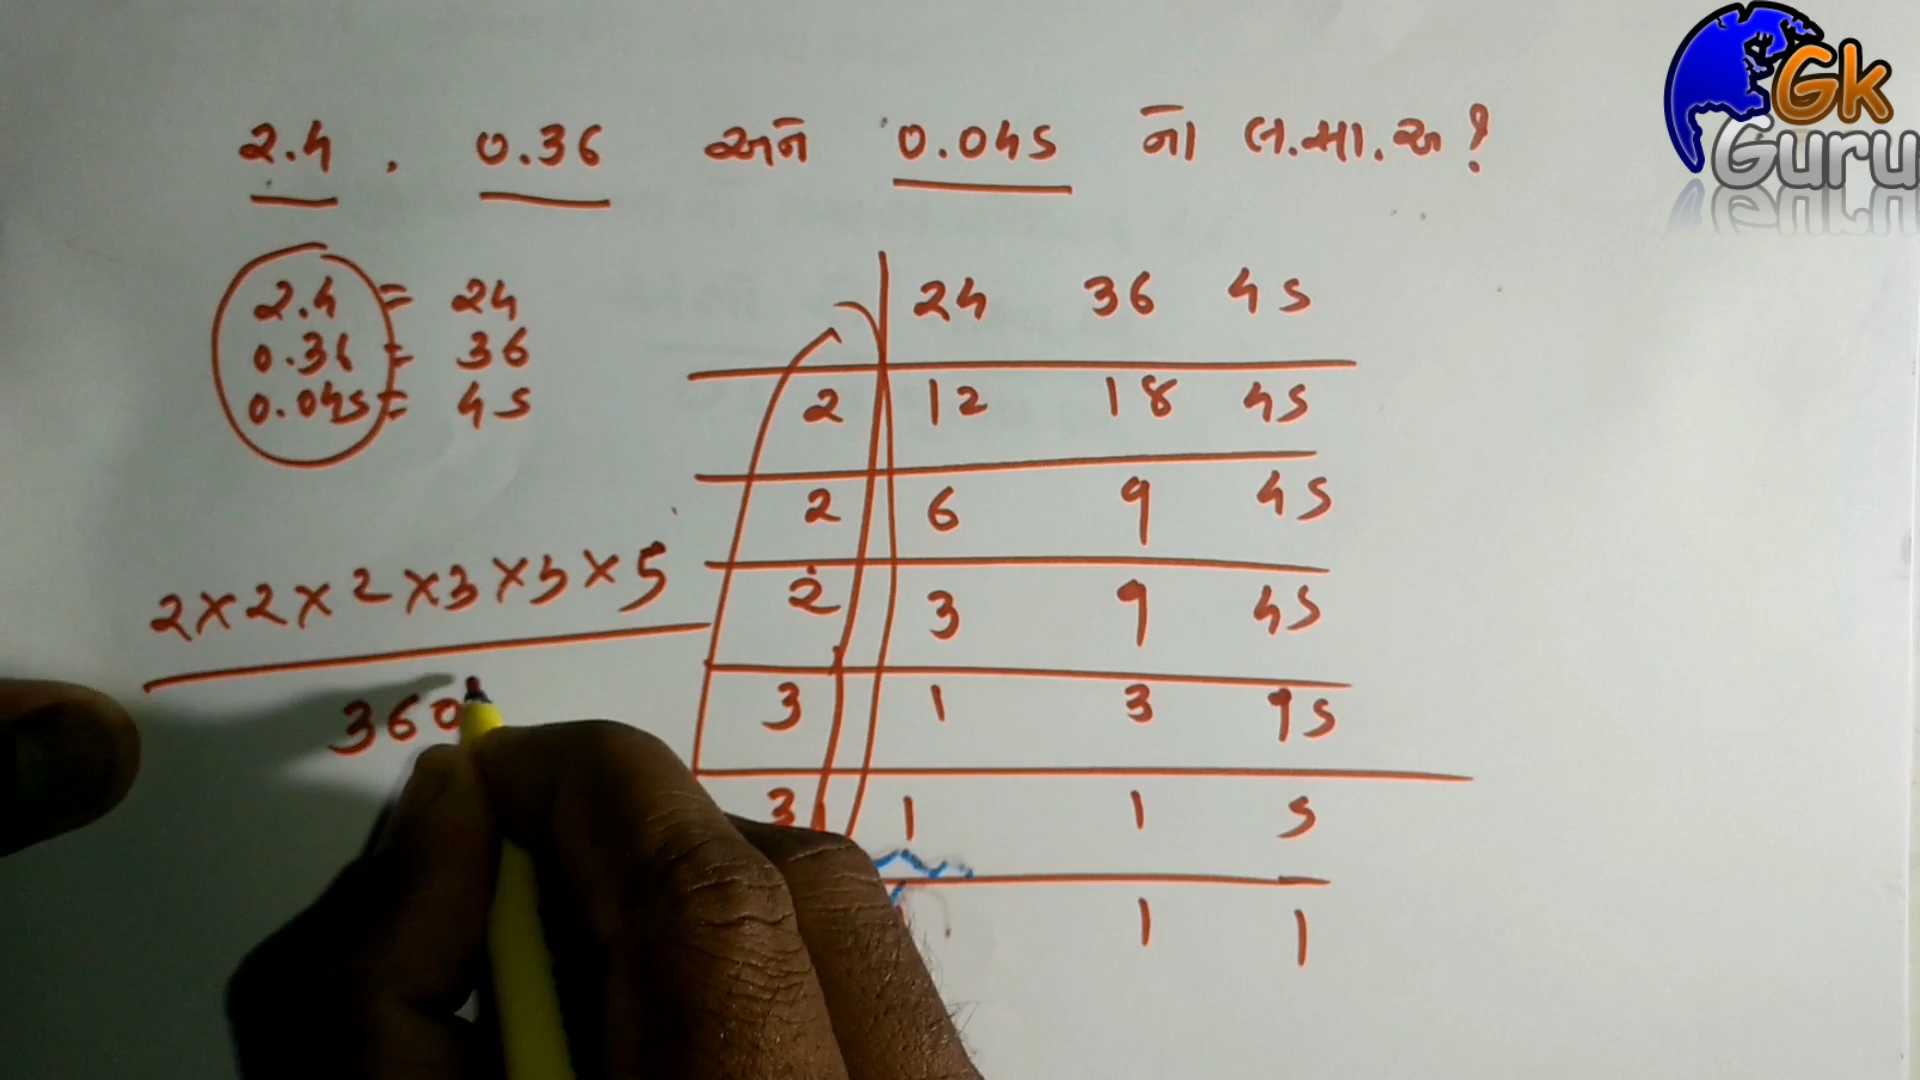 2.4 , 0.36 અને 0.045 નો લ.સા.અ ?
Gk
Guru
2.4 = 24
0.36 = 36
0.045 = 45
24 36 45
2 12 18 45
2 6 9 45
2 3 9 45
3 1 3 15
3 1 1 5
1 1
2×2×2×3×3×5
360